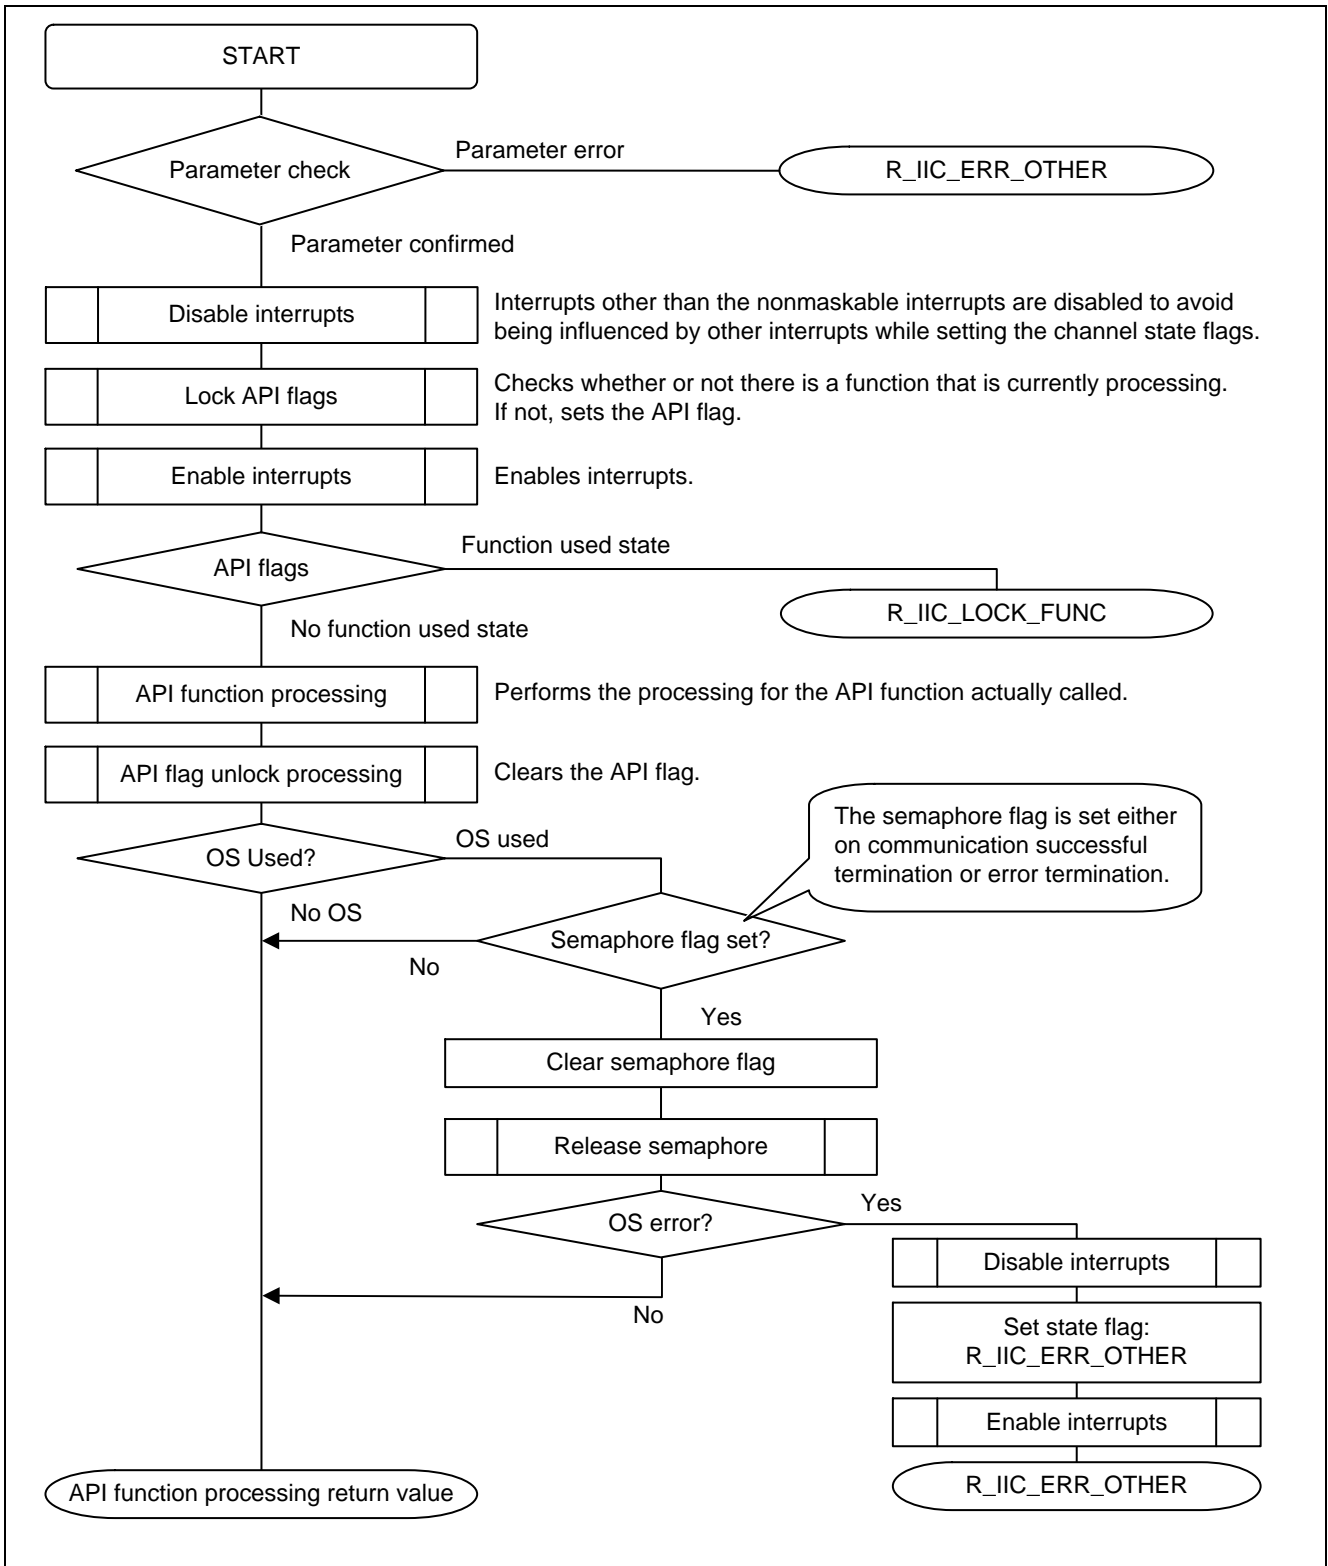 START
Parameter check
Parameter error
R_IIC_ERR_OTHER
Parameter confirmed
Disable interrupts
Interrupts other than the nonmaskable interrupts are disabled to avoid
being influenced by other interrupts while setting the channel state flags.
Lock API flags
Checks whether or not there is a function that is currently processing.
If not, sets the API flag.
Enable interrupts
Enables interrupts.
API flags
Function used state
R_IIC_LOCK_FUNC
No function used state
API function processing
Performs the processing for the API function actually called.
API flag unlock processing
Clears the API flag.
The semaphore flag is set either
on communication successful
termination or error termination.
OS Used?
OS used
No OS
Semaphore flag set?
No
Yes
Clear semaphore flag
Release semaphore
OS error?
Yes
Disable interrupts
No
Set state flag:
R_IIC_ERR_OTHER
Enable interrupts
R_IIC_ERR_OTHER
API function processing return value